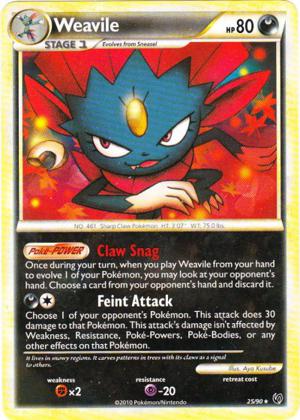 Weavile
HP 80
STAGE 1 Evolves from Sneasel
NO. 461 Sharp Claw Pokémon HT: 3'07" WT: 75.0 lbs.
Poké-POWER Claw Snag
Once during your turn, when you play Weavile from your hand
to evolve 1 of your Pokémon, you may look at your opponent's
hand. Choose a card from your opponent's hand and discard it.
Feint Attack
Choose 1 of your opponent's Pokémon. This attack does 30
damage to that Pokémon. This attack's damage isn't affected by
Weakness, Resistance, Poké-Powers, Poké-Bodies, or any
other effects on that Pokémon.
It lives in snowy regions. It carves patterns in trees with its claws as a signal
to others.
Illus. Aya Kusube
25/90
weakness resistance retreat cost
×2 -20
©2010 Pokémon/Nintendo